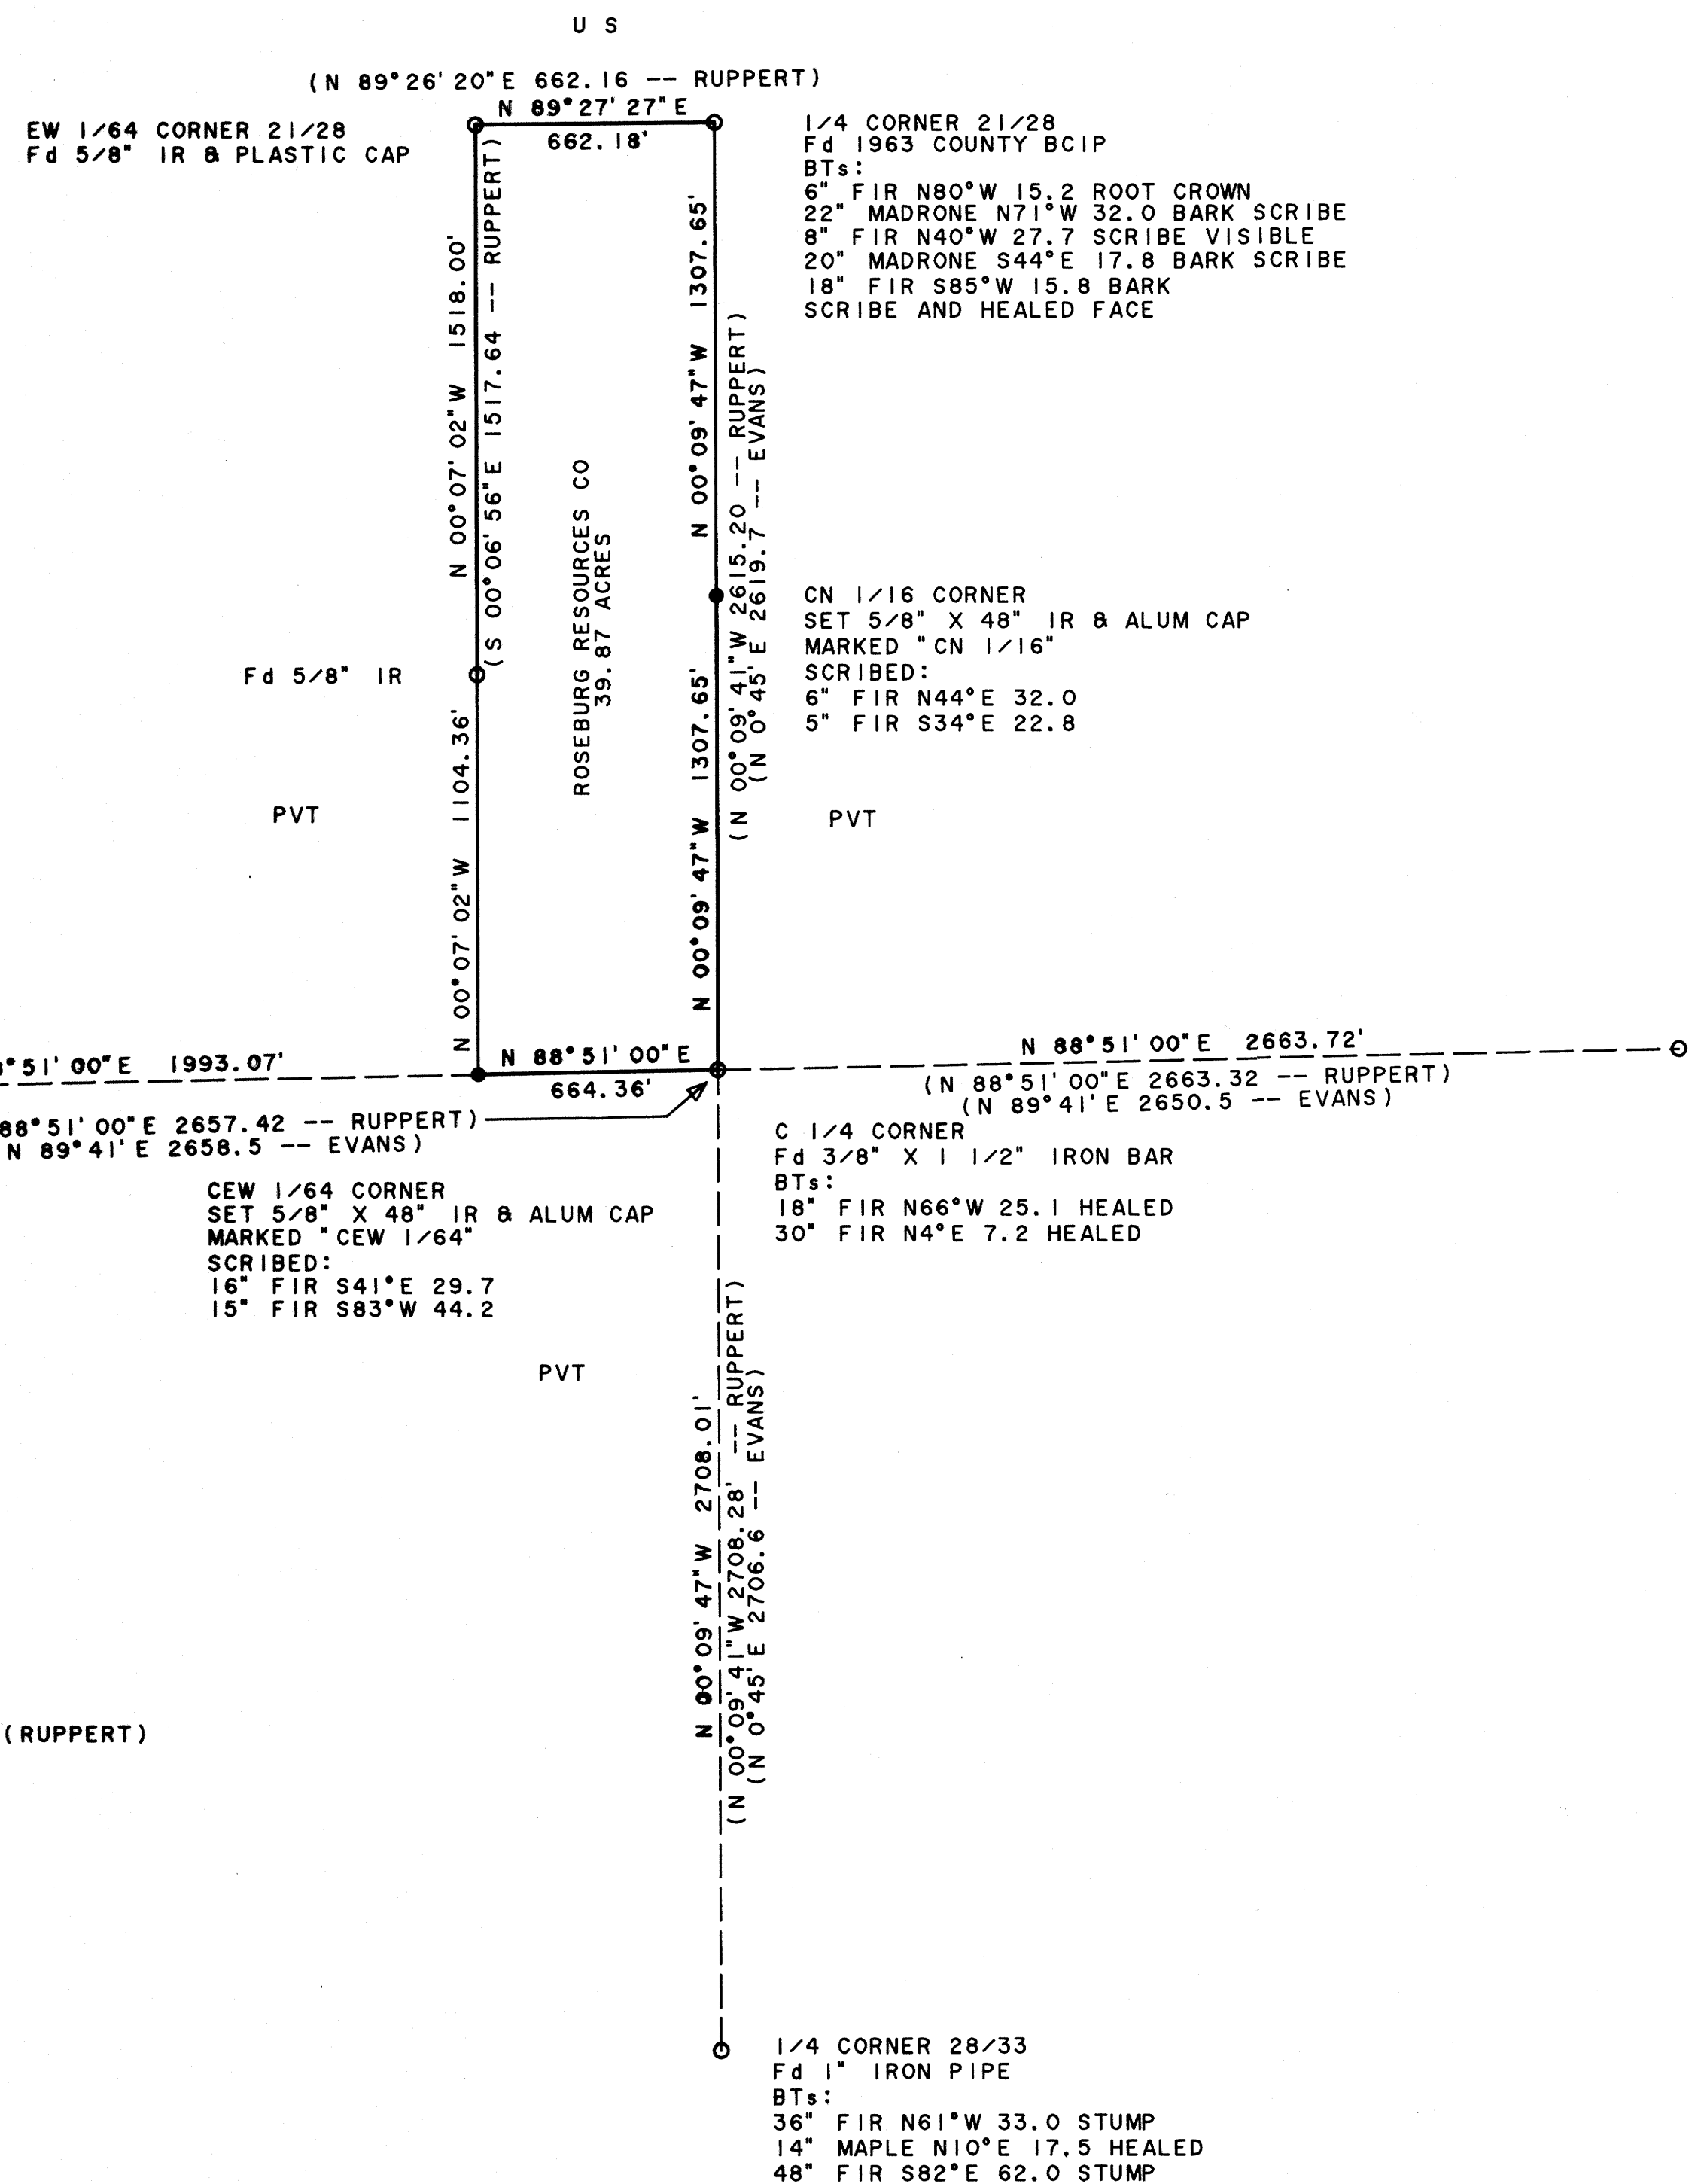 U S
(N 89°26'20"E 662.16 -- RUPPERT)
N 89°27'27"E
662.18'
EW 1/64 CORNER 21/28
Fd 5/8" IR & PLASTIC CAP
1/4 CORNER 21/28
Fd 1963 COUNTY BCIP
BTs:
6" FIR N80°W 15.2 ROOT CROWN
22" MADRONE N71°W 32.0 BARK SCRIBE
8" FIR N40°W 27.7 SCRIBE VISIBLE
20" MADRONE S44°E 17.8 BARK SCRIBE
18" FIR S85°W 15.8 BARK
SCRIBE AND HEALED FACE
N 00°07'02"W 1518.00'
(S 00°06'56"E 1517.64 -- RUPPERT)
N 00°09'47"W 1307.65'
(N 00°09'41"W 2615.20 -- RUPPERT)
(N 0°45'E 2619.7 -- EVANS)
ROSEBURG RESOURCES CO
39.87 ACRES
CN 1/16 CORNER
SET 5/8" X 48" IR & ALUM CAP
MARKED "CN 1/16"
SCRIBED:
6" FIR N44°E 32.0
5" FIR S34°E 22.8
Fd 5/8" IR
N 00°07'02"W 1104.36'
N 00°09'47"W 1307.65'
PVT
PVT
°51'00"E 1993.07'
N 88°51'00"E
664.36'
N 88°51'00"E 2663.72'
(N 88°51'00"E 2663.32 -- RUPPERT)
(N 89°41'E 2650.5 -- EVANS)
88°51'00"E 2657.42 -- RUPPERT)
N 89°41'E 2658.5 -- EVANS)
C 1/4 CORNER
Fd 3/8" X 1 1/2" IRON BAR
BTs:
18" FIR N66°W 25.1 HEALED
30" FIR N4°E 7.2 HEALED
CEW 1/64 CORNER
SET 5/8" X 48" IR & ALUM CAP
MARKED "CEW 1/64"
SCRIBED:
16" FIR S41°E 29.7
15" FIR S83°W 44.2
PVT
N 00°09'47"W 2708.01'
(N 00°09'41"W 2708.28' -- RUPPERT)
(N 0°45'E 2706.6 -- EVANS)
(RUPPERT)
1/4 CORNER 28/33
Fd 1" IRON PIPE
BTs:
36" FIR N61°W 33.0 STUMP
14" MAPLE N10°E 17.5 HEALED
48" FIR S82°E 62.0 STUMP